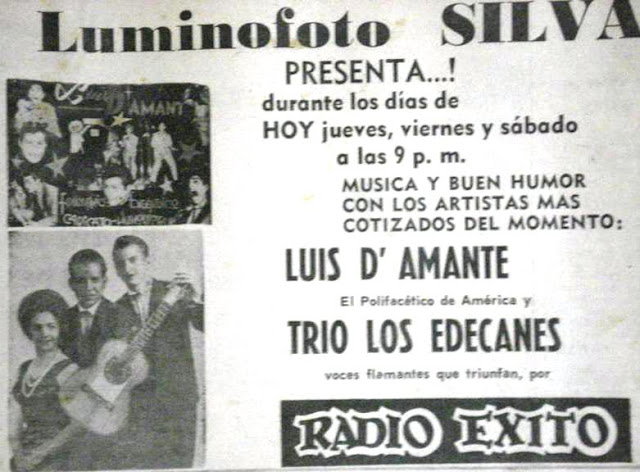 Luminofoto SILVA
PRESENTA...!
durante los días de
HOY jueves, viernes y sábado
a las 9 p. m.
MUSICA Y BUEN HUMOR
CON LOS ARTISTAS MAS
COTIZADOS DEL MOMENTO:
LUIS D' AMANTE
El Polifacético de América y
TRIO LOS EDECANES
voces flamantes que triunfan, por
RADIO EXITO
D'AMANT